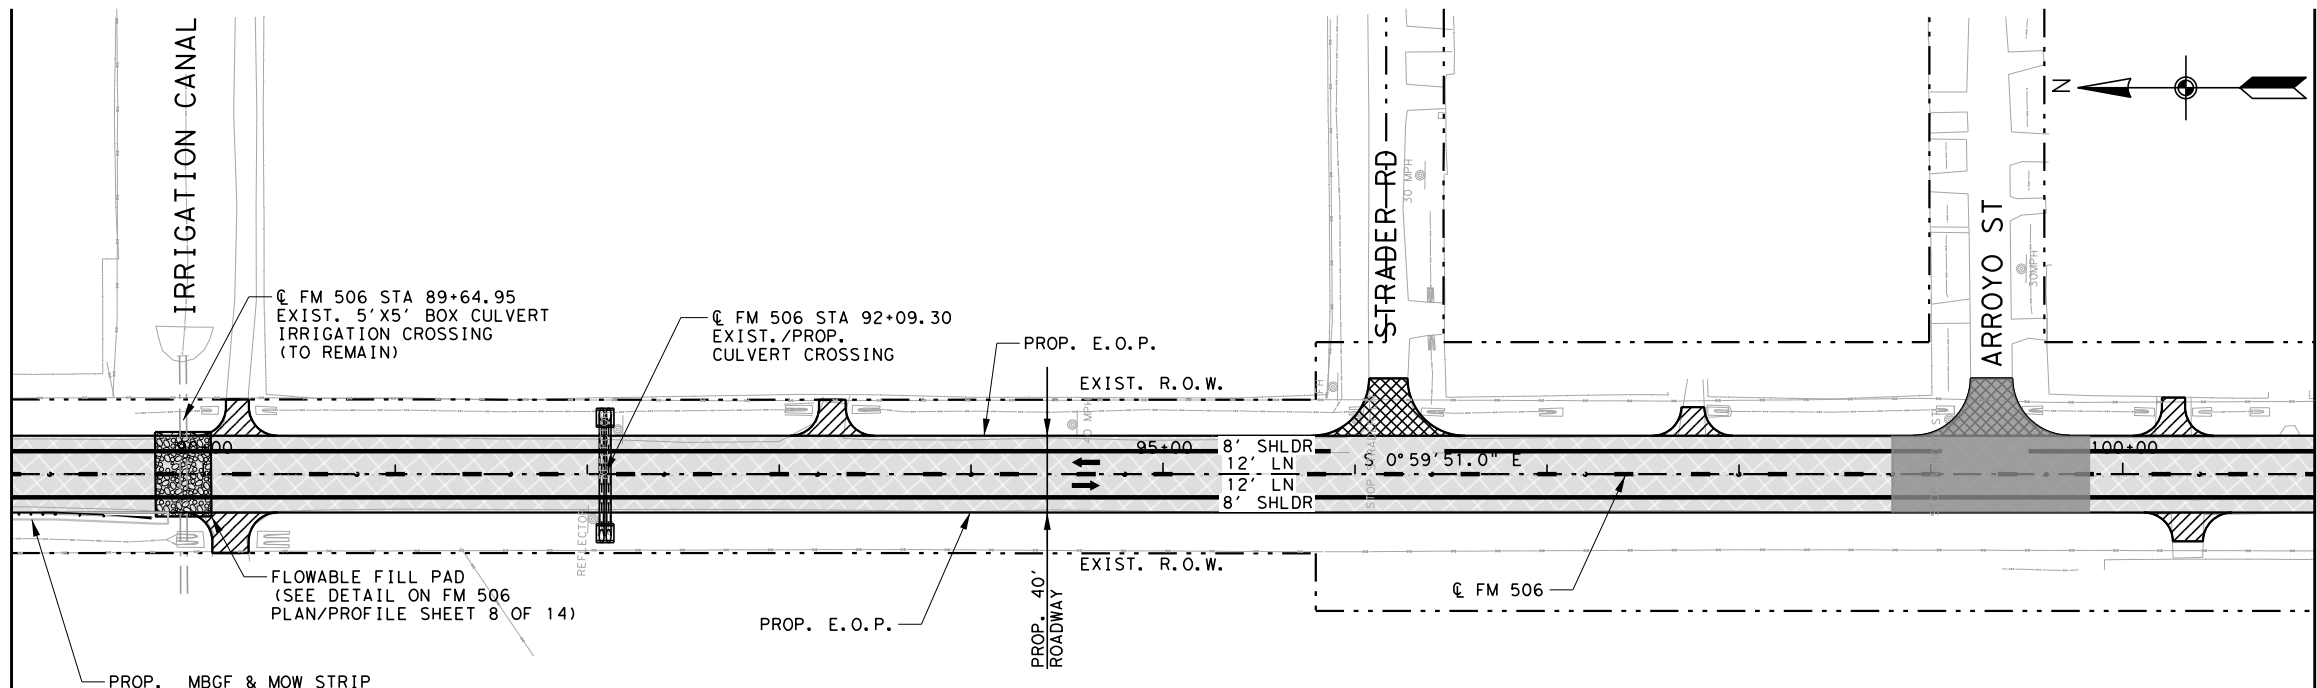 IRRIGATION CANAL
STRADER RD
30 MPH
ARROYO ST
30MPH
N
℄ FM 506 STA 89+64.95
EXIST. 5'X5' BOX CULVERT
IRRIGATION CROSSING
(TO REMAIN)
℄ FM 506 STA 92+09.30
EXIST./PROP.
CULVERT CROSSING
PROP. E.O.P.
EXIST. R.O.W.
40 MPH
95+00
8' SHLDR
12' LN
12' LN
8' SHLDR
S 0°59'51.0" E
100+00
REFLECTOR
EXIST. R.O.W.
FLOWABLE FILL PAD
(SEE DETAIL ON FM 506
PLAN/PROFILE SHEET 8 OF 14)
PROP. E.O.P.
PROP. 40'
ROADWAY
℄ FM 506
PROP. MBGF & MOW STRIP